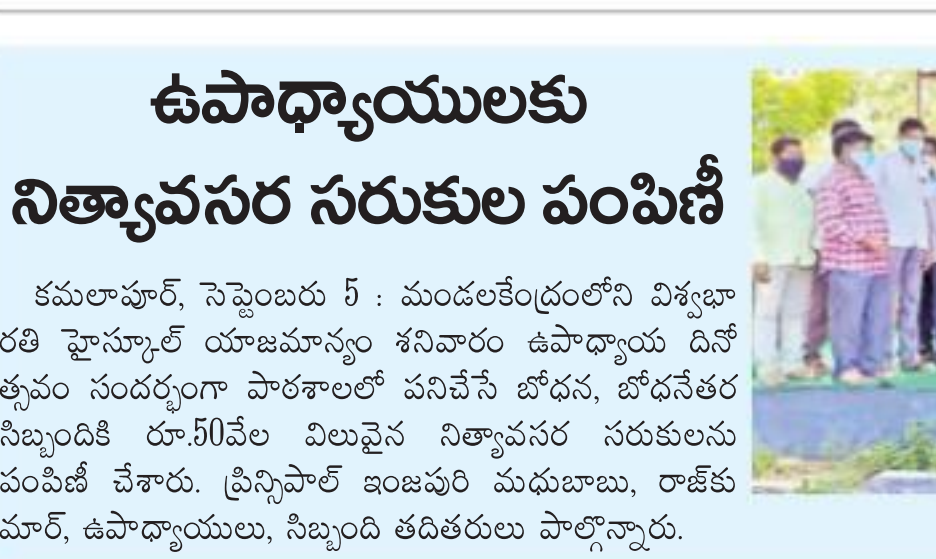 ఉపాధ్యాయులకు
నిత్యావసర సరుకుల పంపిణీ
కమలాపూర్, సెప్టెంబరు 5 : మండలకేంద్రంలోని విశ్వభా
రతి హైస్కూల్ యాజమాన్యం శనివారం ఉపాధ్యాయ దినో
త్సవం సందర్భంగా పాఠశాలలో పనిచేసే బోధన, బోధనేతర
సిబ్బందికి రూ.50వేల విలువైన నిత్యావసర సరుకులను
పంపిణీ చేశారు. ప్రిన్సిపాల్ ఇంజపురి మధుబాబు, రాజ్‌కు
మార్, ఉపాధ్యాయులు, సిబ్బంది తదితరులు పాల్గొన్నారు.